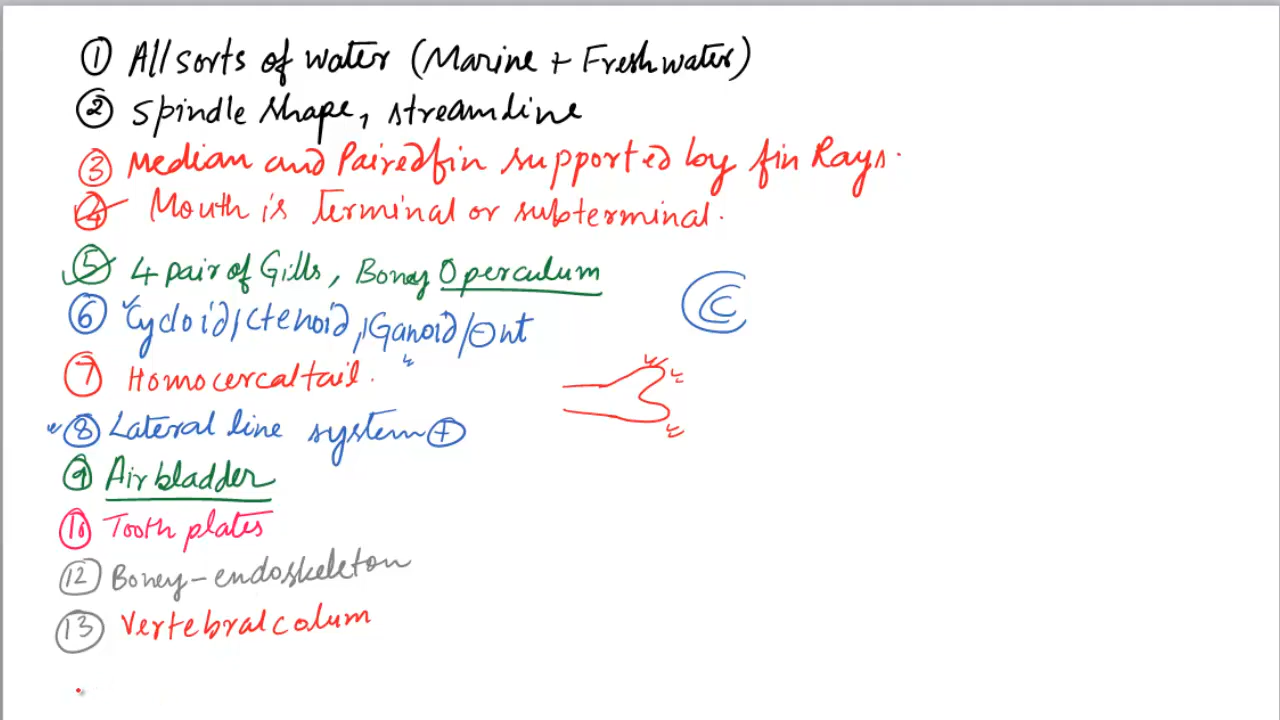 ① All sorts of water (Marine + Freshwater)
② Spindle shape, streamline
③ Median and Paired fin supported by fin Rays.
④ Mouth is Terminal or subterminal.
⑤ 4 pair of Gills, Boney Operculum
⑥ Cycloid/Ctenoid,/Ganoid/
⑦ Homocercal tail.
⑧ Lateral line system ⊕
⑨ Air bladder
⑩ Tooth plates
⑫ Boney-endoskeleton
⑬ Vertebral colum